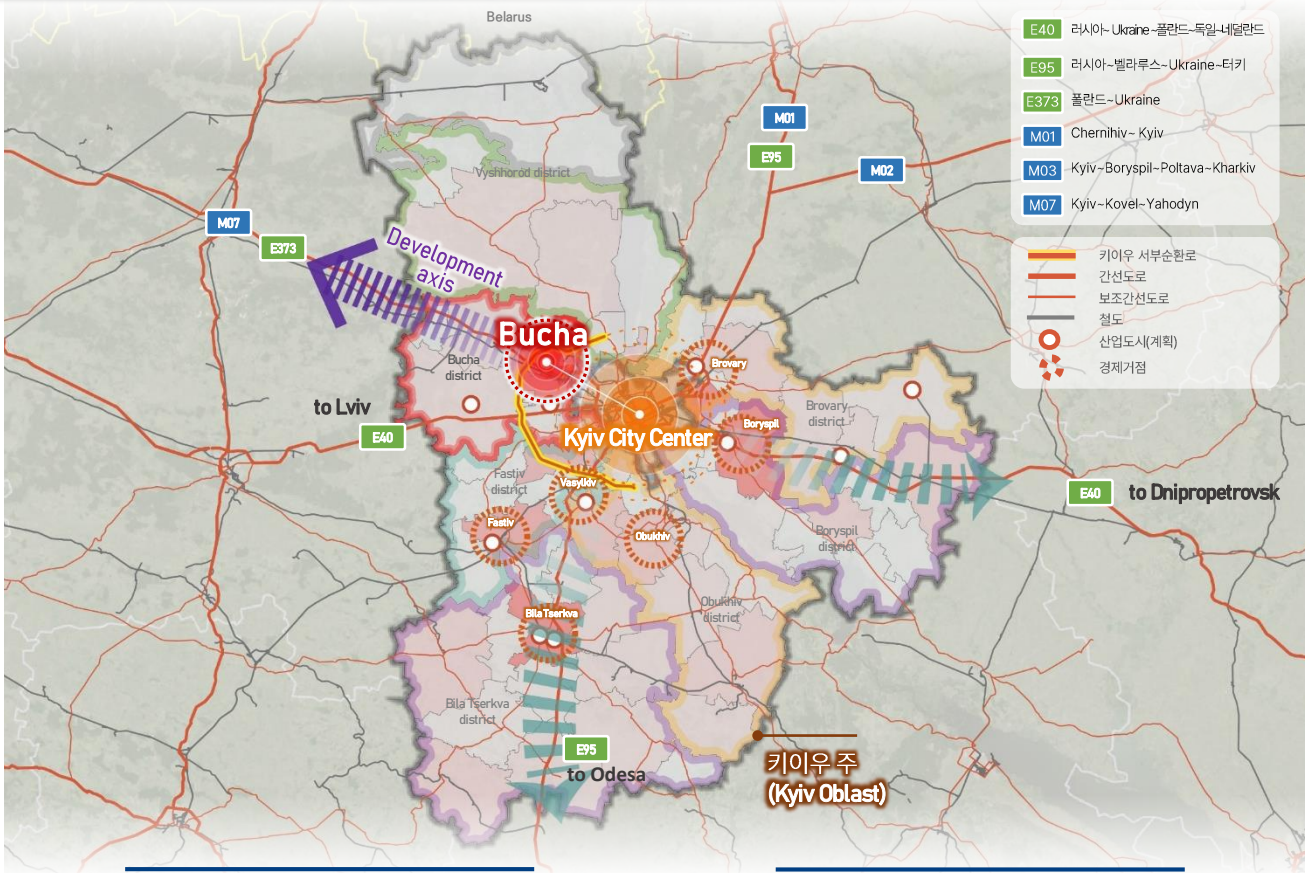 Belarus
E40 러시아~ Ukraine ~폴란드~독일~네덜란드
E95 러시아~벨라루스~Ukraine~터키
E373 폴란드~Ukraine
M01 Chernihiv~ Kyiv
M03 Kyiv~Boryspil~Poltava~Kharkiv
M07 Kyiv~Kovel~Yahodyn
키이우 서부순환로
간선도로
보조간선도로
철도
산업도시(계획)
경제거점
M01
E95
M02
Vyshhorod district
M07
E373
Development
axis
Bucha
Bucha
district
Brovary
to Lviv
E40
Brovary
district
Boryspil
Kyiv City Center
Fastiv
district
Vasylkiv
E40
to Dnipropetrovsk
Fastiv
Obukhiv
Boryspil
district
Bila Tserkva
Obukhiv
district
Bila Tserkva
district
E95
to Odesa
키이우 주
(Kyiv Oblast)